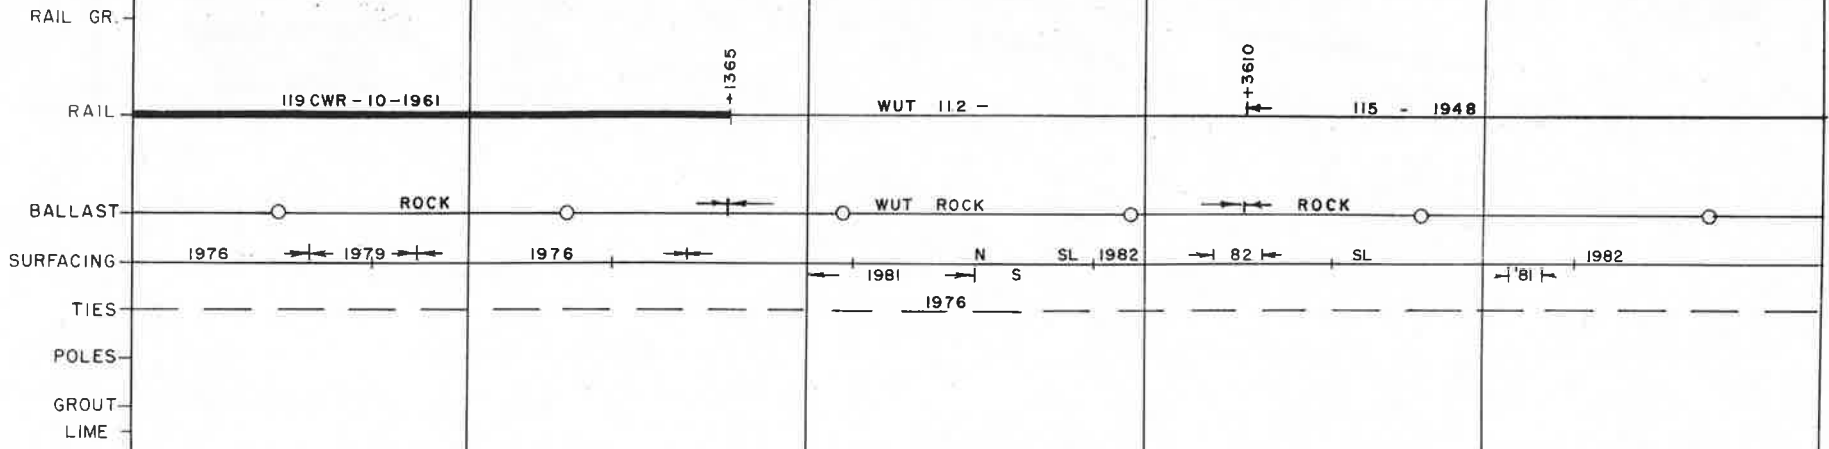 RAIL GR.
+1365
+3610
RAIL
119 CWR-10-1961
WUT 112 -
115 - 1948
BALLAST
ROCK
WUT ROCK
ROCK
SURFACING
1976
1979
1976
N
SL
1982
82
SL
1982
1981
S
'81
TIES
1976
POLES
GROUT
LIME